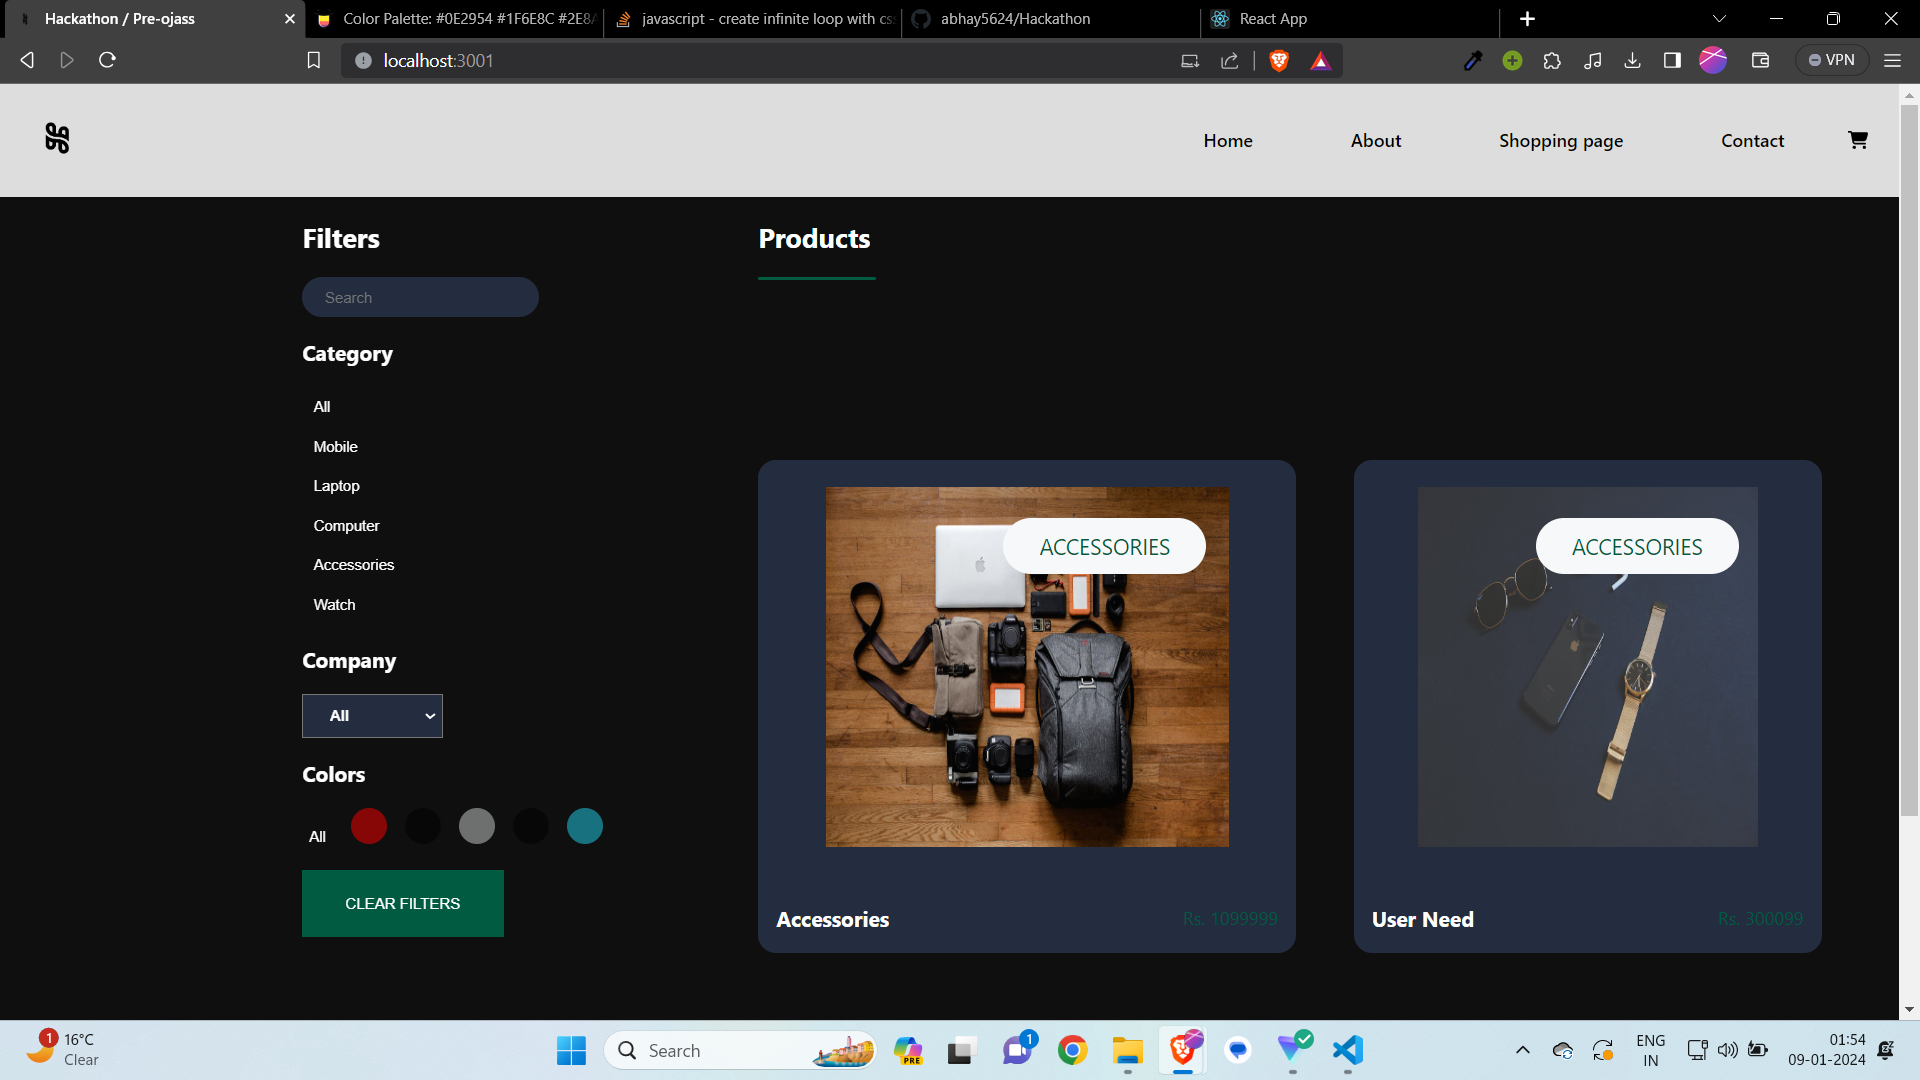 Hackathon / Pre-ojass
Color Palette: #0E2954 #1F6E8C #2E8
javascript - create infinite loop with cs
abhay5624/Hackathon
React App
localhost:3001
VPN
Home
About
Shopping page
Contact
Filters
Search
Category
All
Mobile
Laptop
Computer
Accessories
Watch
Company
All
Colors
All
CLEAR FILTERS
Products
ACCESSORIES
Accessories
Rs. 1099999
ACCESSORIES
User Need
Rs. 300099
1
16°C
Clear
Search
PRE
1
ENG
IN
01:54
09-01-2024